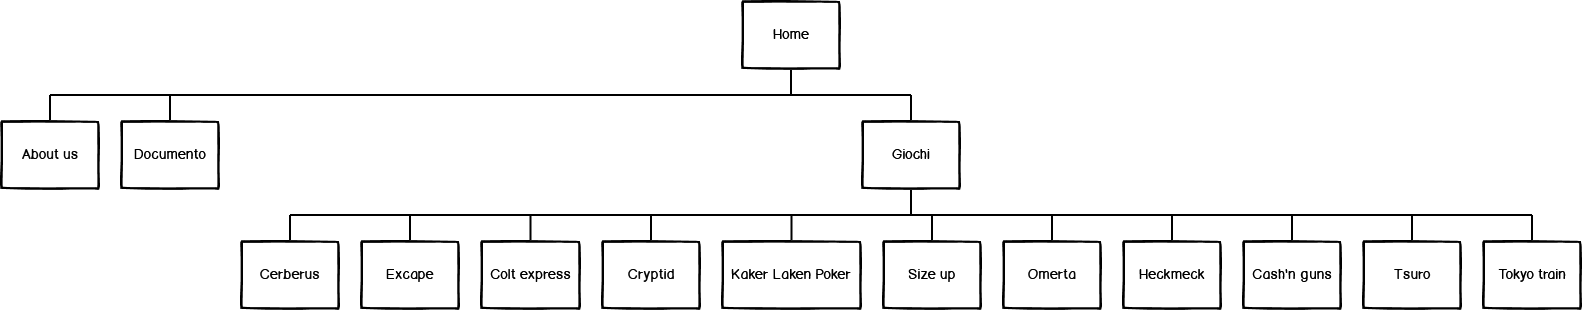 Home
About us
Documento
Giochi
Cerberus
Excape
Colt express
Cryptid
Kaker Laken Poker
Size up
Omerta
Heckmeck
Cash'n guns
Tsuro
Tokyo train